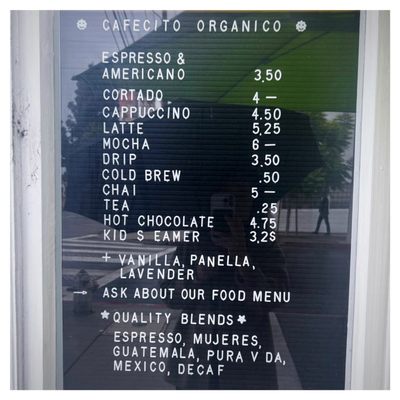 CAFECITO ORGANICO
ESPRESSO &
AMERICANO 3.50
CORTADO 4 —
CAPPUCCINO 4.50
LATTE 5.25
MOCHA 6 —
DRIP 3.50
COLD BREW .50
CHAI 5 —
TEA .25
HOT CHOCOLATE 4.75
KID S EAMER 3.2S
+ VANILLA, PANELLA,
LAVENDER
→ ASK ABOUT OUR FOOD MENU
★ QUALITY BLENDS ★
ESPRESSO, MUJERES,
GUATEMALA, PURA V DA,
MEXICO, DECAF